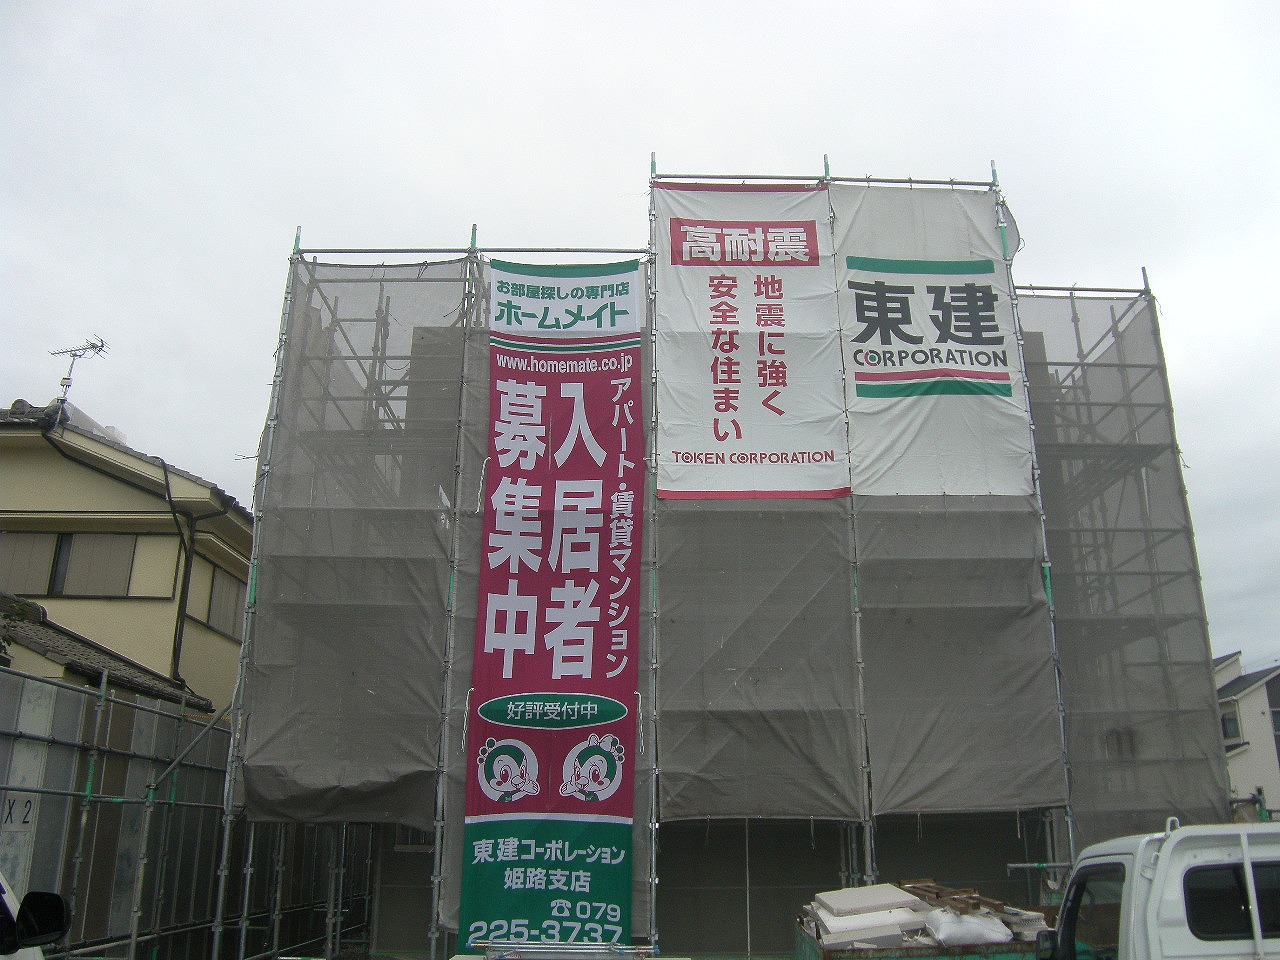 お部屋探しの専門店
ホームメイト
www.homemate.co.jp
アパート・賃貸マンション
入居者
募集中
好評受付中
東建コーポレーション
姫路支店
☎079
225-3737
高耐震
地震に強く
安全な住まい
TOKEN CORPORATION
東建
CORPORATION
X2